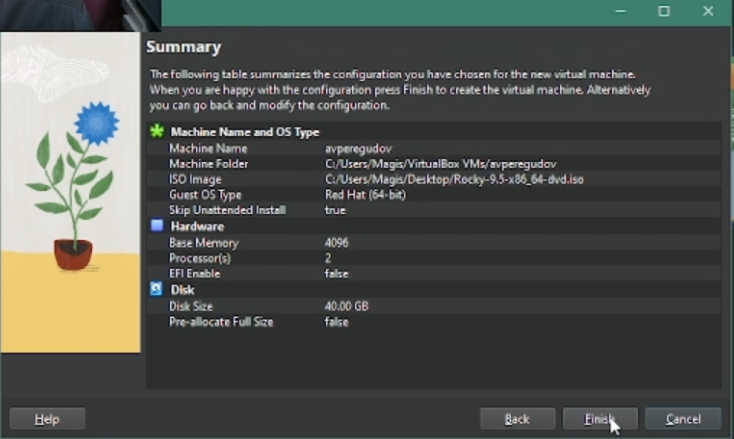 Summary
The following table summarizes the configuration you have chosen for the new virtual machine.
When you are happy with the configuration press Finish to create the virtual machine. Alternatively
you can go back and modify the configuration.
Machine Name and OS Type
Machine Name avperegudov
Machine Folder C:/Users/Magis/VirtualBox VMs/avperegudov
ISO Image C:/Users/Magis/Desktop/Rocky-9.5-x86_64-dvd.iso
Guest OS Type Red Hat (64-bit)
Skip Unattended Install true
Hardware
Base Memory 4096
Processor(s) 2
EFI Enable false
Disk
Disk Size 40.00 GB
Pre-allocate Full Size false
Help Back Finish Cancel